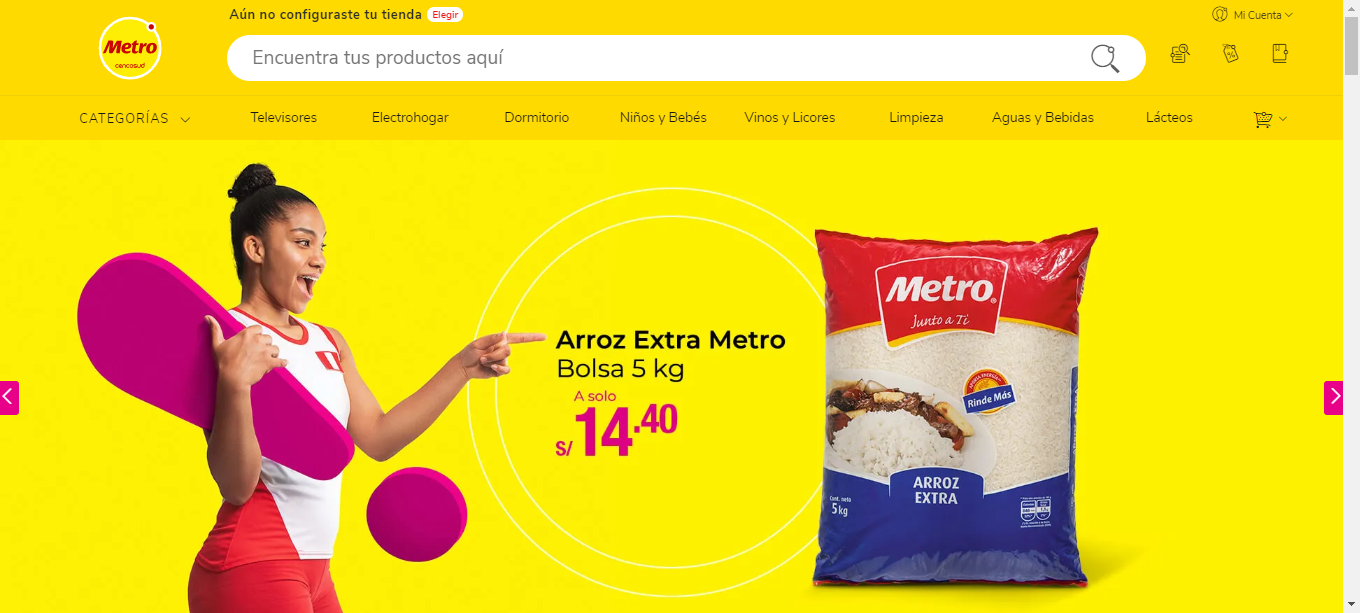 Aún no configuraste tu tienda Elegir
Mi Cuenta
Metro
cencosud
Encuentra tus productos aquí
CATEGORÍAS
Televisores
Electrohogar
Dormitorio
Niños y Bebés
Vinos y Licores
Limpieza
Aguas y Bebidas
Lácteos
Arroz Extra Metro
Bolsa 5 kg
A solo
S/ 14.40
Metro
Junto a Ti
Rinde Más
ARROZ
EXTRA
Cont. neto
5 kg